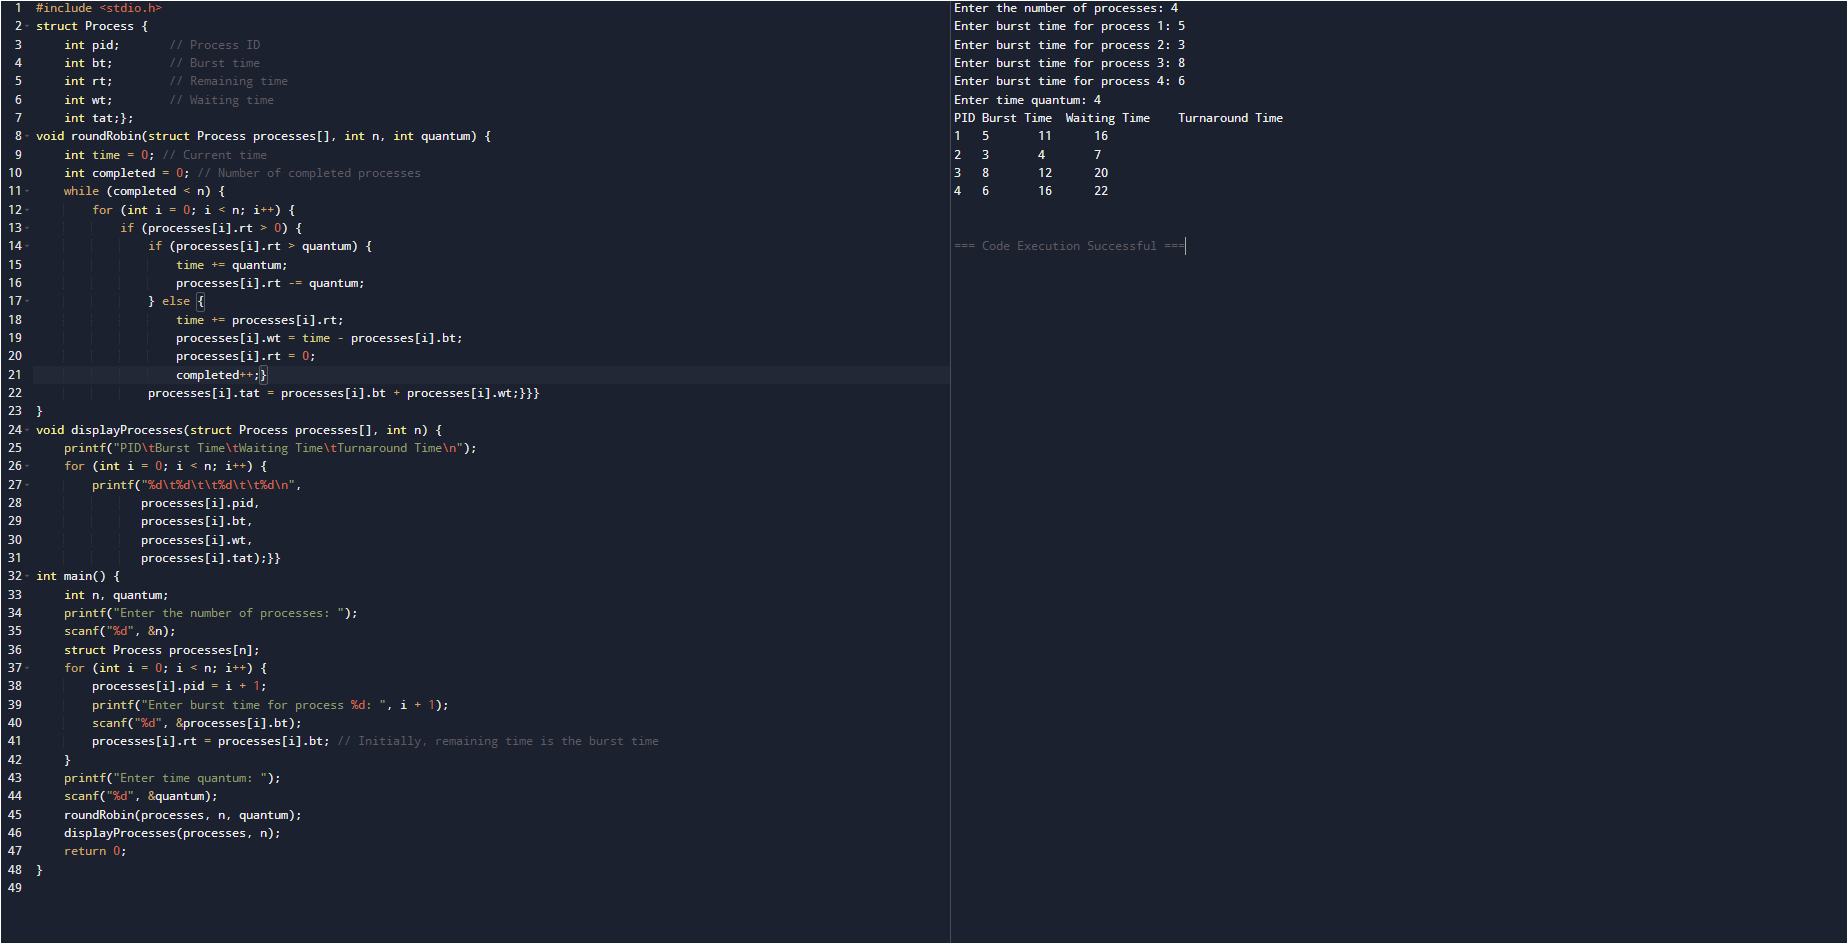 1 #include <stdio.h>
2 struct Process {
3     int pid;       // Process ID
4     int bt;        // Burst time
5     int rt;        // Remaining time
6     int wt;        // Waiting time
7     int tat;};
8 void roundRobin(struct Process processes[], int n, int quantum) {
9     int time = 0; // Current time
10     int completed = 0; // Number of completed processes
11     while (completed < n) {
12         for (int i = 0; i < n; i++) {
13             if (processes[i].rt > 0) {
14                 if (processes[i].rt > quantum) {
15                     time += quantum;
16                     processes[i].rt -= quantum;
17                 } else {
18                     time += processes[i].rt;
19                     processes[i].wt = time - processes[i].bt;
20                     processes[i].rt = 0;
21                     completed++;}
22                 processes[i].tat = processes[i].bt + processes[i].wt;}}}
23 }
24 void displayProcesses(struct Process processes[], int n) {
25     printf("PID\tBurst Time\tWaiting Time\tTurnaround Time\n");
26     for (int i = 0; i < n; i++) {
27         printf("%d\t%d\t\t%d\t\t%d\n",
28                processes[i].pid,
29                processes[i].bt,
30                processes[i].wt,
31                processes[i].tat);}}
32 int main() {
33     int n, quantum;
34     printf("Enter the number of processes: ");
35     scanf("%d", &n);
36     struct Process processes[n];
37     for (int i = 0; i < n; i++) {
38         processes[i].pid = i + 1;
39         printf("Enter burst time for process %d: ", i + 1);
40         scanf("%d", &processes[i].bt);
41         processes[i].rt = processes[i].bt; // Initially, remaining time is the burst time
42     }
43     printf("Enter time quantum: ");
44     scanf("%d", &quantum);
45     roundRobin(processes, n, quantum);
46     displayProcesses(processes, n);
47     return 0;
48 }
49
Enter the number of processes: 4
Enter burst time for process 1: 5
Enter burst time for process 2: 3
Enter burst time for process 3: 8
Enter burst time for process 4: 6
Enter time quantum: 4
PID Burst Time  Waiting Time    Turnaround Time
1   5       11      16
2   3       4       7
3   8       12      20
4   6       16      22
=== Code Execution Successful ===